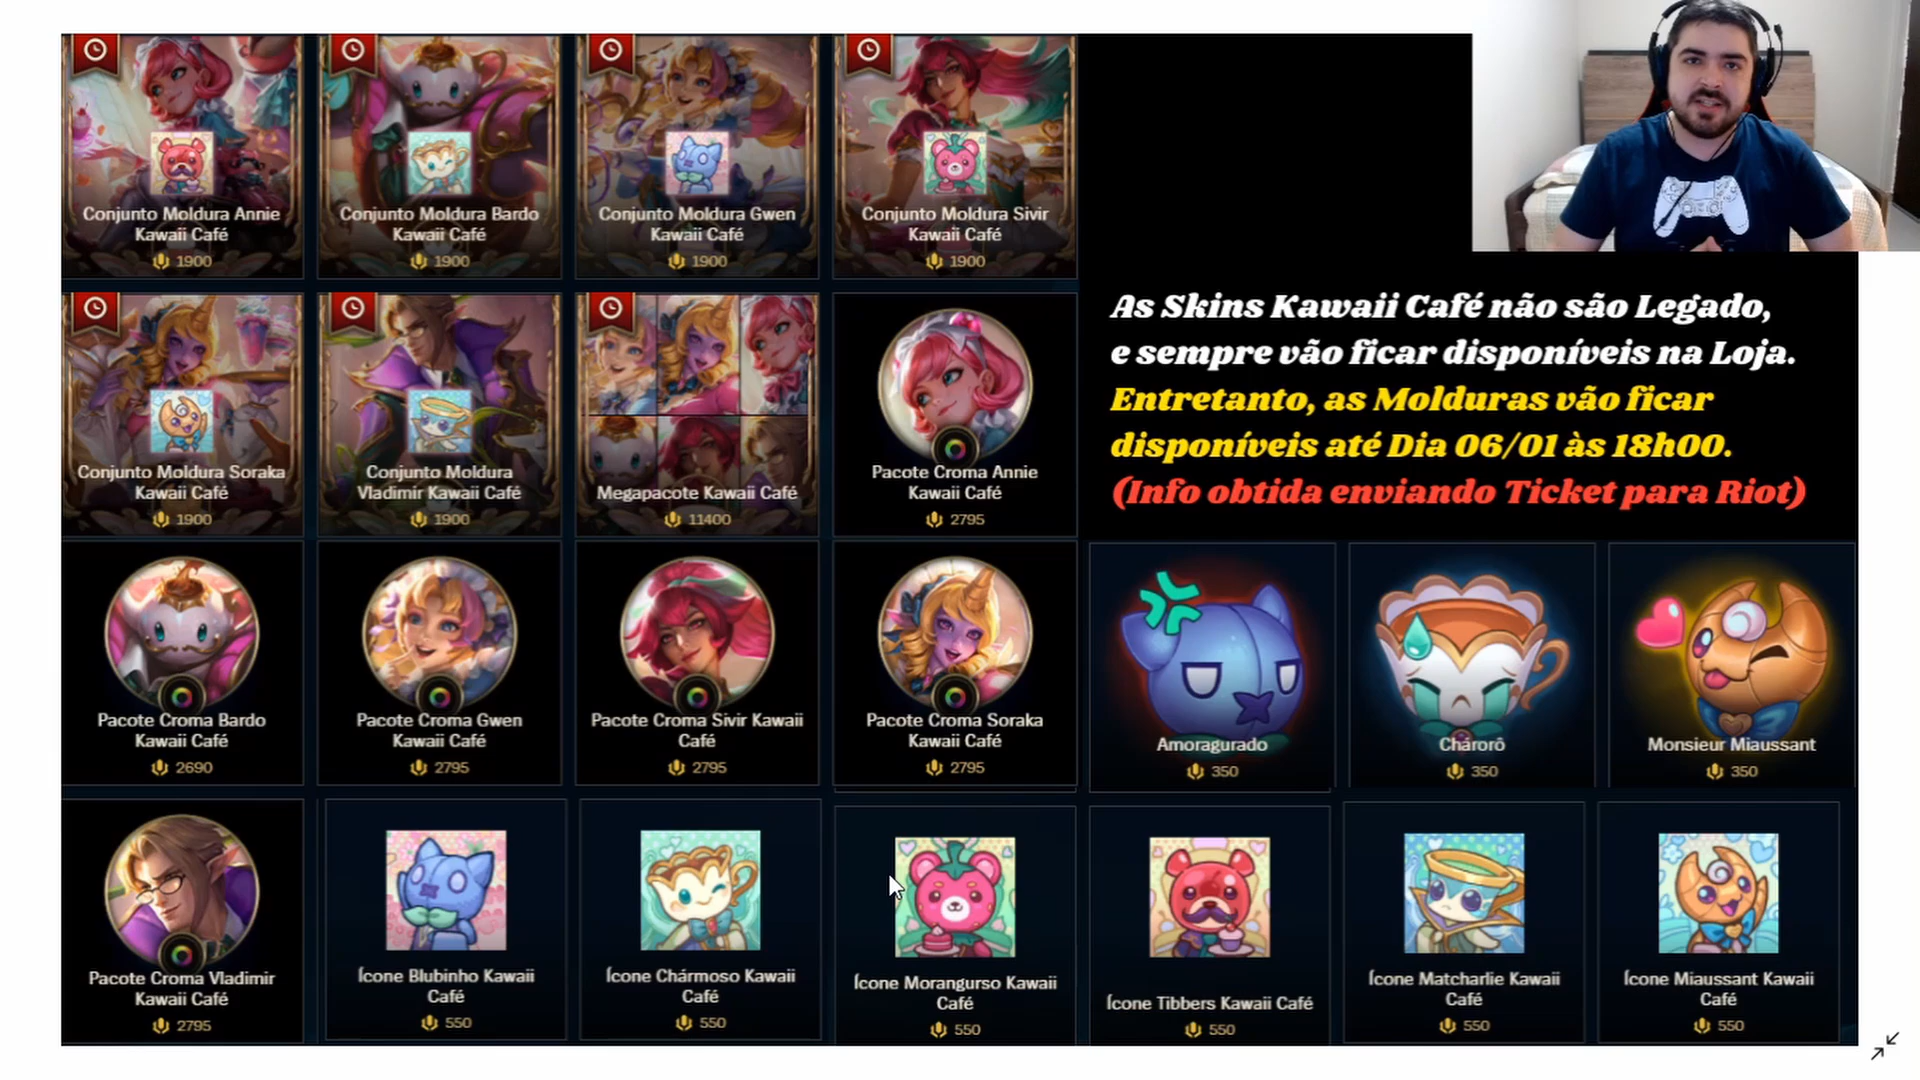 Conjunto Moldura Annie
Kawaii Café
1900
Conjunto Moldura Bardo
Kawaii Café
1900
Conjunto Moldura Gwen
Kawaii Café
1900
Conjunto Moldura Sivir
Kawaii Café
1900
As Skins Kawaii Café não são Legado,
e sempre vão ficar disponíveis na Loja.
Entretanto, as Molduras vão ficar
disponíveis até Dia 06/01 às 18h00.
(Info obtida enviando Ticket para Riot)
Conjunto Moldura Soraka
Kawaii Café
1900
Conjunto Moldura
Vladimir Kawaii Café
1900
Megapacote Kawaii Café
11400
Pacote Croma Annie
Kawaii Café
2795
Pacote Croma Bardo
Kawaii Café
2690
Pacote Croma Gwen
Kawaii Café
2795
Pacote Croma Sivir Kawaii
Café
2795
Pacote Croma Soraka
Kawaii Café
2795
Amoragurado
350
Chárorô
350
Monsieur Miaussant
350
Pacote Croma Vladimir
Kawaii Café
2795
Ícone Blubinho Kawaii
Café
550
Ícone Chármoso Kawaii
Café
550
Ícone Morangurso Kawaii
Café
550
Ícone Tibbers Kawaii Café
550
Ícone Matcharlie Kawaii
Café
550
Ícone Miaussant Kawaii
Café
550